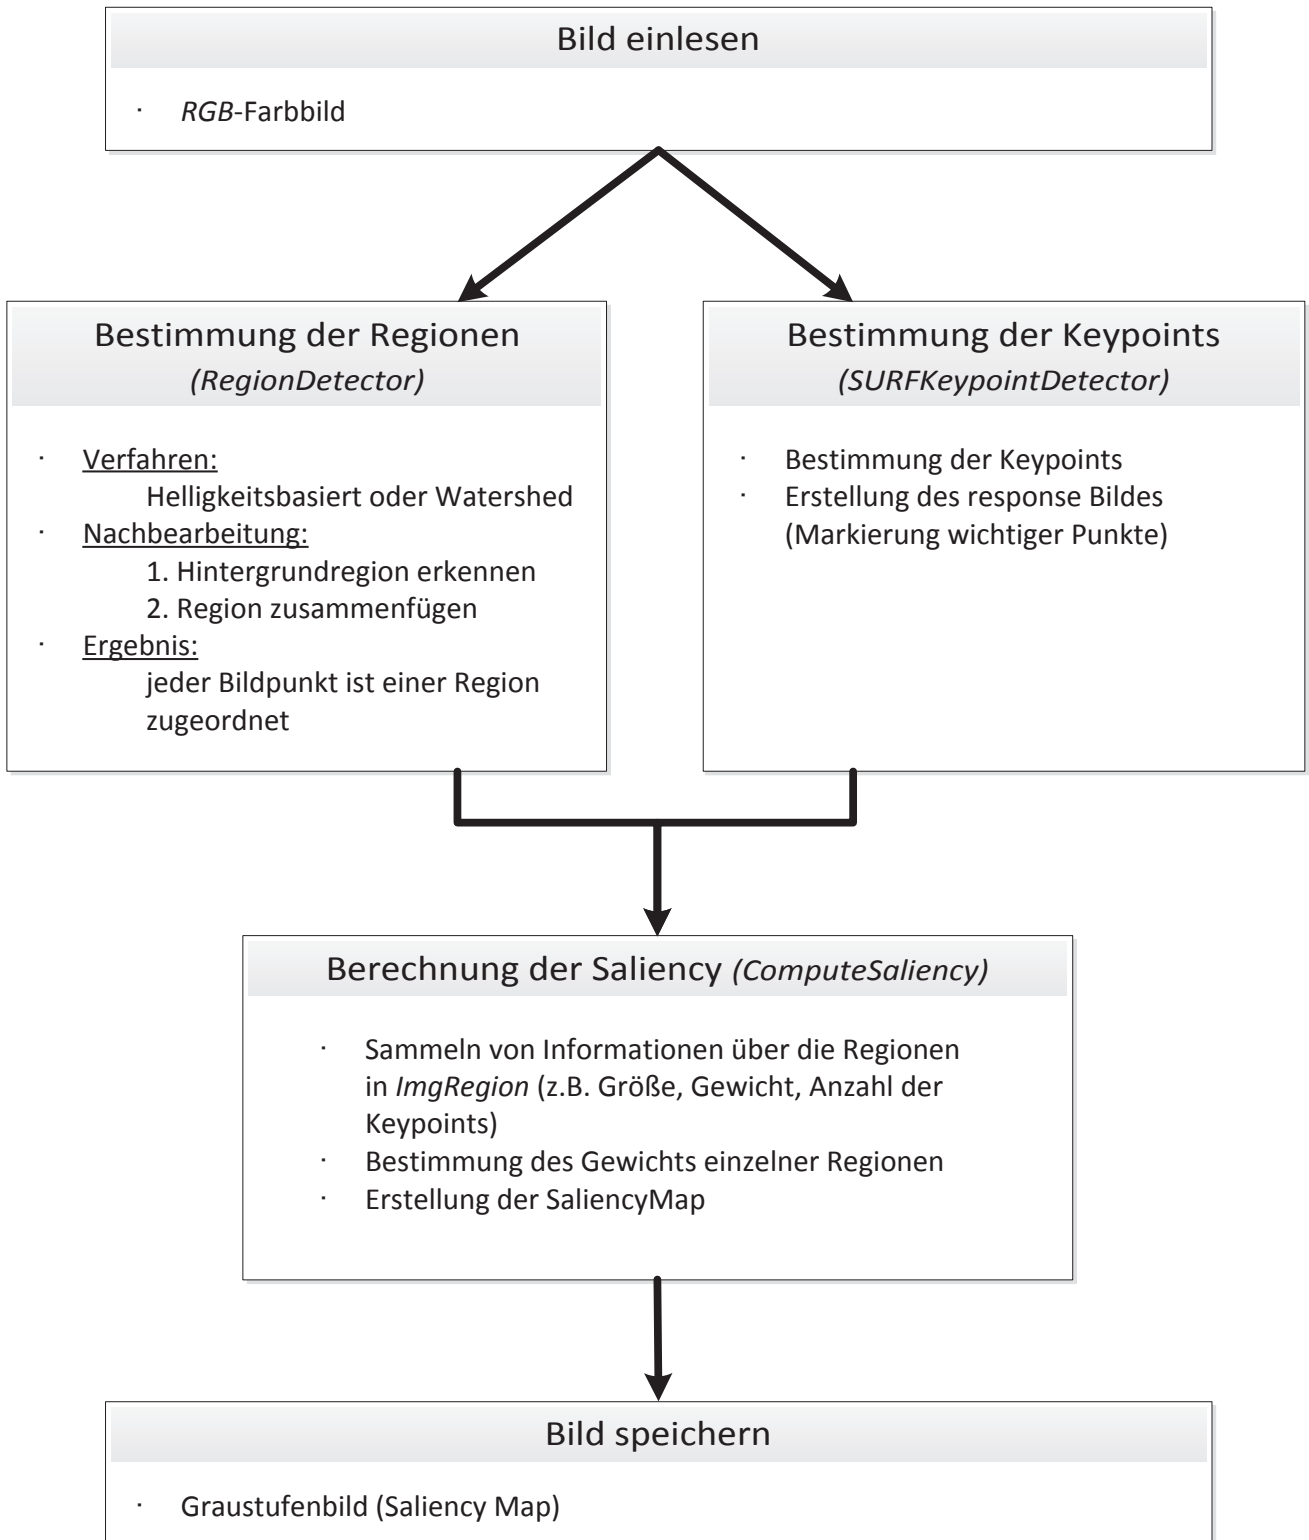 Bild einlesen
· RGB-Farbbild
Bestimmung der Regionen
(RegionDetector)
· Verfahren:
Helligkeitsbasiert oder Watershed
· Nachbearbeitung:
1. Hintergrundregion erkennen
2. Region zusammenfügen
· Ergebnis:
jeder Bildpunkt ist einer Region
zugeordnet
Bestimmung der Keypoints
(SURFKeypointDetector)
· Bestimmung der Keypoints
· Erstellung des response Bildes
(Markierung wichtiger Punkte)
Berechnung der Saliency (ComputeSaliency)
· Sammeln von Informationen über die Regionen
in ImgRegion (z.B. Größe, Gewicht, Anzahl der
Keypoints)
· Bestimmung des Gewichts einzelner Regionen
· Erstellung der SaliencyMap
Bild speichern
· Graustufenbild (Saliency Map)